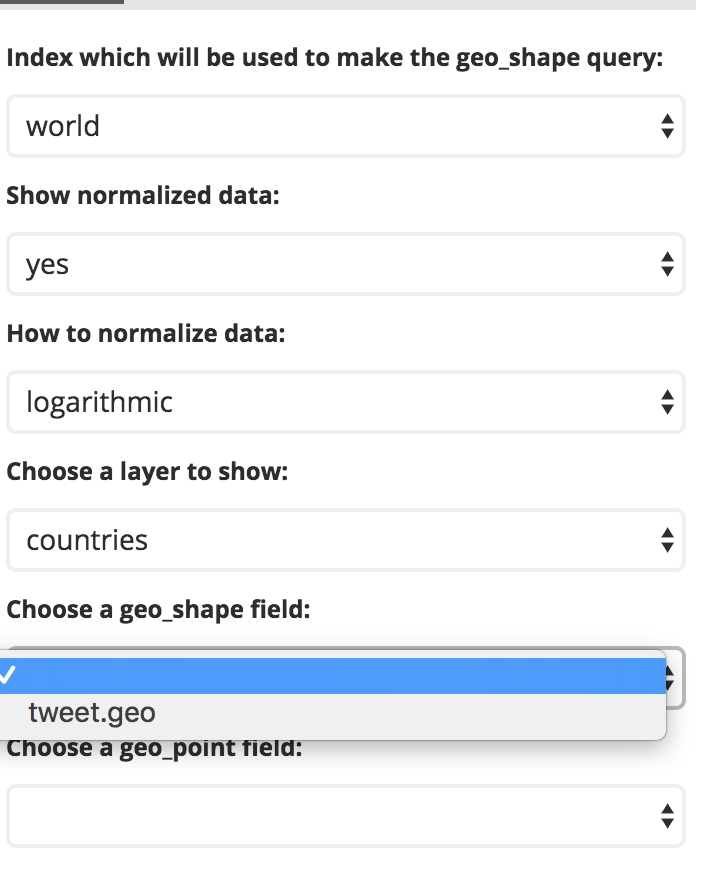 Index which will be used to make the geo_shape query:
world
Show normalized data:
yes
How to normalize data:
logarithmic
Choose a layer to show:
countries
Choose a geo_shape field:
tweet.geo
Choose a geo_point field: